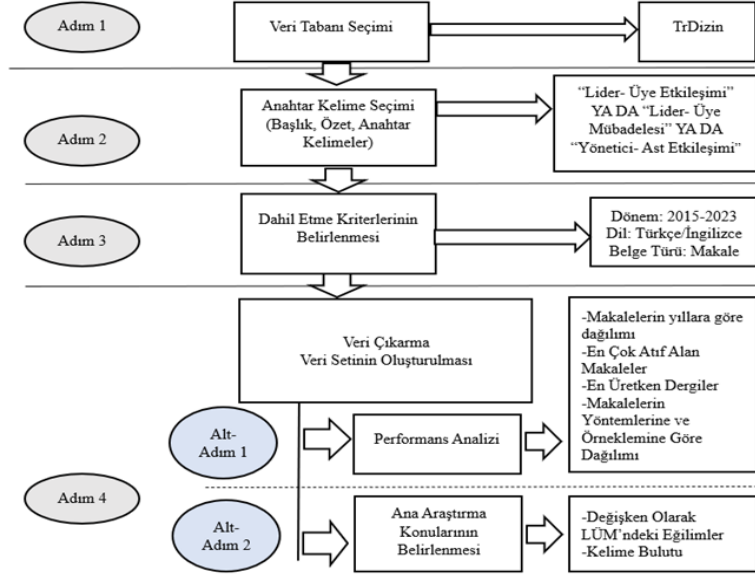 Adım 1
Veri Tabanı Seçimi
TrDizin
Adım 2
Anahtar Kelime Seçimi
(Başlık, Özet, Anahtar
Kelimeler)
“Lider- Üye Etkileşimi”
YA DA “Lider- Üye
Mübadelesi” YA DA
“Yönetici- Ast Etkileşimi”
Adım 3
Dahil Etme Kriterlerinin
Belirlenmesi
Dönem: 2015-2023
Dil: Türkçe/İngilizce
Belge Türü: Makale
Adım 4
Veri Çıkarma
Veri Setinin Oluşturulması
Alt-
Adım 1
Performans Analizi
-Makalelerin yıllara göre
dağılımı
-En Çok Atıf Alan
Makaleler
-En Üretken Dergiler
-Makalelerin
Yöntemlerine ve
Örneklemine Göre
Dağılımı
Alt-
Adım 2
Ana Araştırma
Konularının
Belirlenmesi
-Değişken Olarak
LÜM’ndeki Eğilimler
-Kelime Bulutu